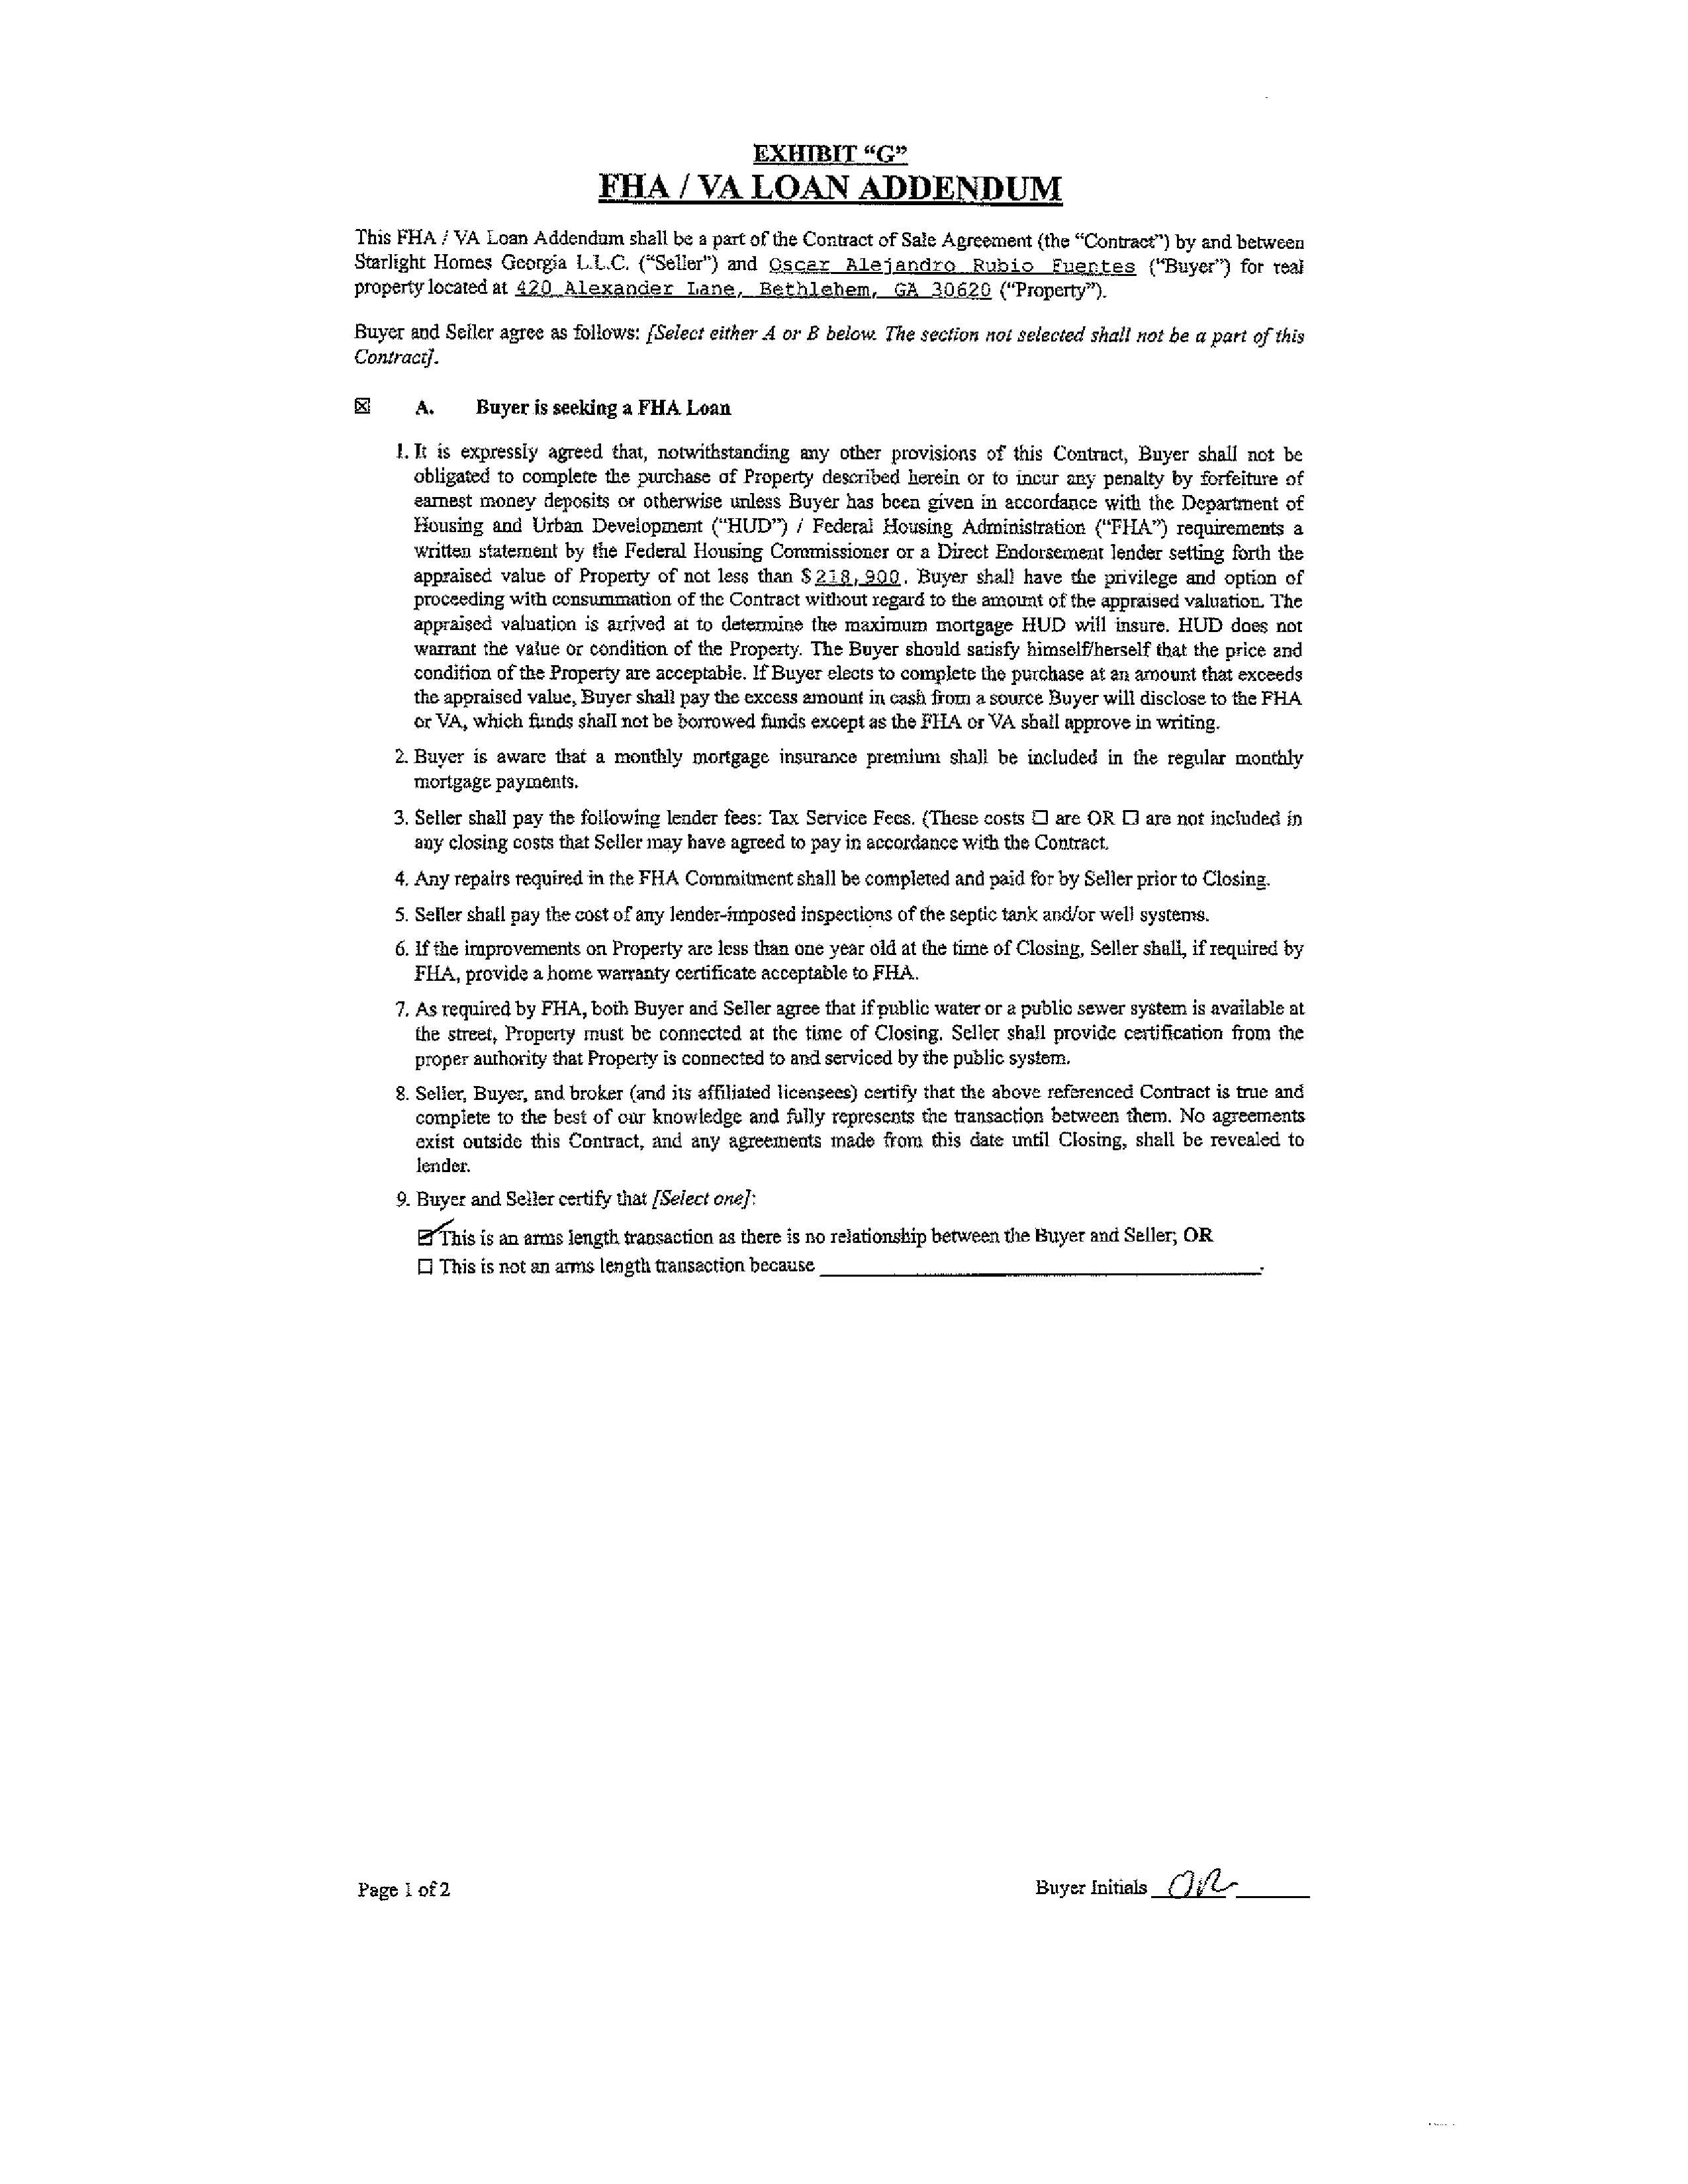 EXHIBIT “G”
FHA / VA LOAN ADDENDUM
This FHA / VA Loan Addendum shall be a part of the Contract of Sale Agreement (the “Contract”) by and between
Starlight Homes Georgia L.L.C. (“Seller”) and Oscar Alejandro Rubio Fuentes (“Buyer”) for real
property located at 420 Alexander Lane, Bethlehem, GA 30620 (“Property”).
Buyer and Seller agree as follows: [Select either A or B below. The section not selected shall not be a part of this
Contract].
☒ A. Buyer is seeking a FHA Loan
1. It is expressly agreed that, notwithstanding any other provisions of this Contract, Buyer shall not be
obligated to complete the purchase of Property described herein or to incur any penalty by forfeiture of
earnest money deposits or otherwise unless Buyer has been given in accordance with the Department of
Housing and Urban Development (“HUD”) / Federal Housing Administration (“FHA”) requirements a
written statement by the Federal Housing Commissioner or a Direct Endorsement lender setting forth the
appraised value of Property of not less than $218,900. Buyer shall have the privilege and option of
proceeding with consummation of the Contract without regard to the amount of the appraised valuation. The
appraised valuation is arrived at to determine the maximum mortgage HUD will insure. HUD does not
warrant the value or condition of the Property. The Buyer should satisfy himself/herself that the price and
condition of the Property are acceptable. If Buyer elects to complete the purchase at an amount that exceeds
the appraised value, Buyer shall pay the excess amount in cash from a source Buyer will disclose to the FHA
or VA, which funds shall not be borrowed funds except as the FHA or VA shall approve in writing.
2. Buyer is aware that a monthly mortgage insurance premium shall be included in the regular monthly
mortgage payments.
3. Seller shall pay the following lender fees: Tax Service Fees. (These costs ☐ are OR ☐ are not included in
any closing costs that Seller may have agreed to pay in accordance with the Contract.
4. Any repairs required in the FHA Commitment shall be completed and paid for by Seller prior to Closing.
5. Seller shall pay the cost of any lender-imposed inspections of the septic tank and/or well systems.
6. If the improvements on Property are less than one year old at the time of Closing, Seller shall, if required by
FHA, provide a home warranty certificate acceptable to FHA.
7. As required by FHA, both Buyer and Seller agree that if public water or a public sewer system is available at
the street, Property must be connected at the time of Closing. Seller shall provide certification from the
proper authority that Property is connected to and serviced by the public system.
8. Seller, Buyer, and broker (and its affiliated licensees) certify that the above referenced Contract is true and
complete to the best of our knowledge and fully represents the transaction between them. No agreements
exist outside this Contract, and any agreements made from this date until Closing, shall be revealed to
lender.
9. Buyer and Seller certify that [Select one]:
☑ This is an arms length transaction as there is no relationship between the Buyer and Seller; OR
☐ This is not an arms length transaction because ____________________.
Page 1 of 2
Buyer Initials OR